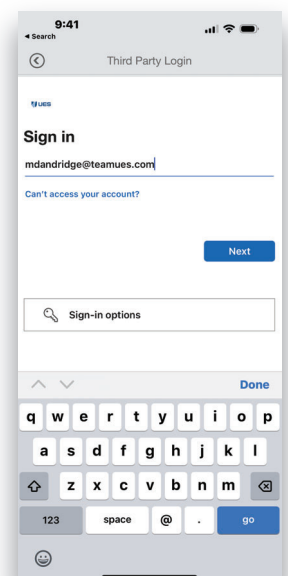 9:41
◂ Search
Third Party Login
UES
Sign in
mdandridge@teamues.com
Can't access your account?
Next
Sign-in options
Done
q w e r t y u i o p
a s d f g h j k l
z x c v b n m
123 space @ . go